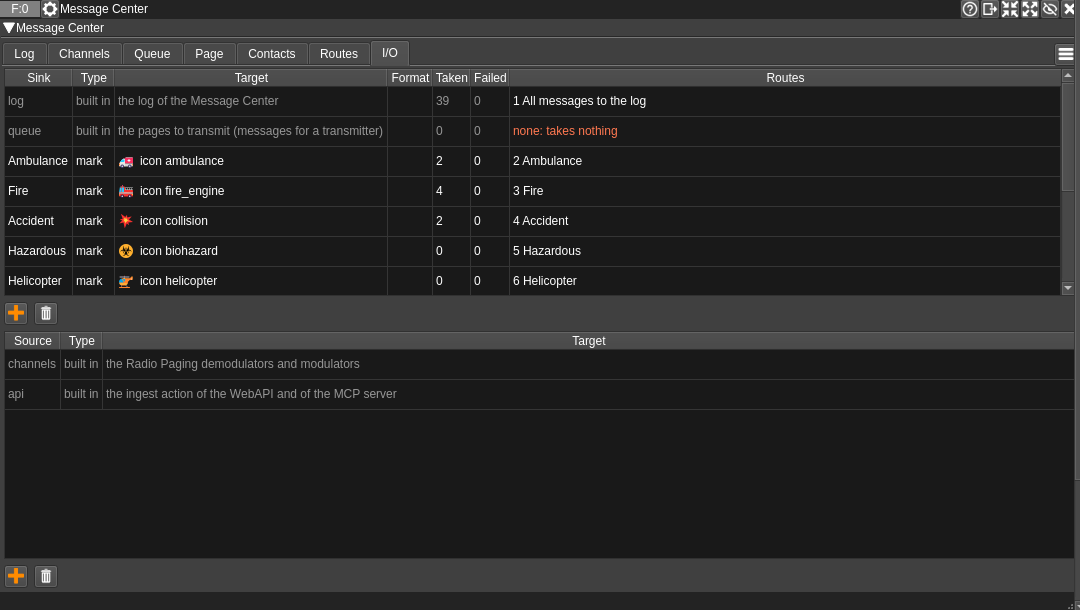 F:0 Message Center
Message Center
Log Channels Queue Page Contacts Routes I/O
Sink Type Target Format Taken Failed Routes
log built in the log of the Message Center 39 0 1 All messages to the log
queue built in the pages to transmit (messages for a transmitter) 0 0 none: takes nothing
Ambulance mark icon ambulance 2 0 2 Ambulance
Fire mark icon fire_engine 4 0 3 Fire
Accident mark icon collision 2 0 4 Accident
Hazardous mark icon biohazard 0 0 5 Hazardous
Helicopter mark icon helicopter 0 0 6 Helicopter
Source Type Target
channels built in the Radio Paging demodulators and modulators
api built in the ingest action of the WebAPI and of the MCP server